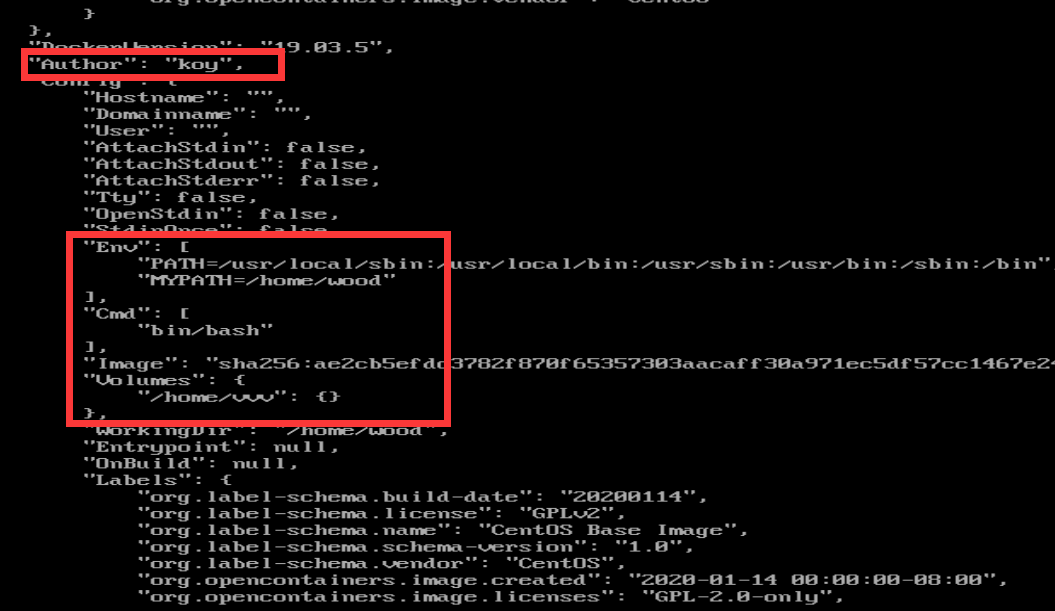 "org.opencontainers.image.vendor": "CentOS"
}
},
"DockerVersion": "19.03.5",
"Author": "koy",
"Config": {
"Hostname": "",
"Domainname": "",
"User": "",
"AttachStdin": false,
"AttachStdout": false,
"AttachStderr": false,
"Tty": false,
"OpenStdin": false,
"StdinOnce": false,
"Env": [
"PATH=/usr/local/sbin:/usr/local/bin:/usr/sbin:/usr/bin:/sbin:/bin"
"MYPATH=/home/wood"
],
"Cmd": [
"bin/bash"
],
"Image": "sha256:ae2cb5efdc3782f870f65357303aacaff30a971ec5df57cc1467e24
"Volumes": {
"/home/vvv": {}
},
"WorkingDir": "/home/wood",
"Entrypoint": null,
"OnBuild": null,
"Labels": {
"org.label-schema.build-date": "20200114",
"org.label-schema.license": "GPLv2",
"org.label-schema.name": "CentOS Base Image",
"org.label-schema.schema-version": "1.0",
"org.label-schema.vendor": "CentOS",
"org.opencontainers.image.created": "2020-01-14 00:00:00-08:00",
"org.opencontainers.image.licenses": "GPL-2.0-only",